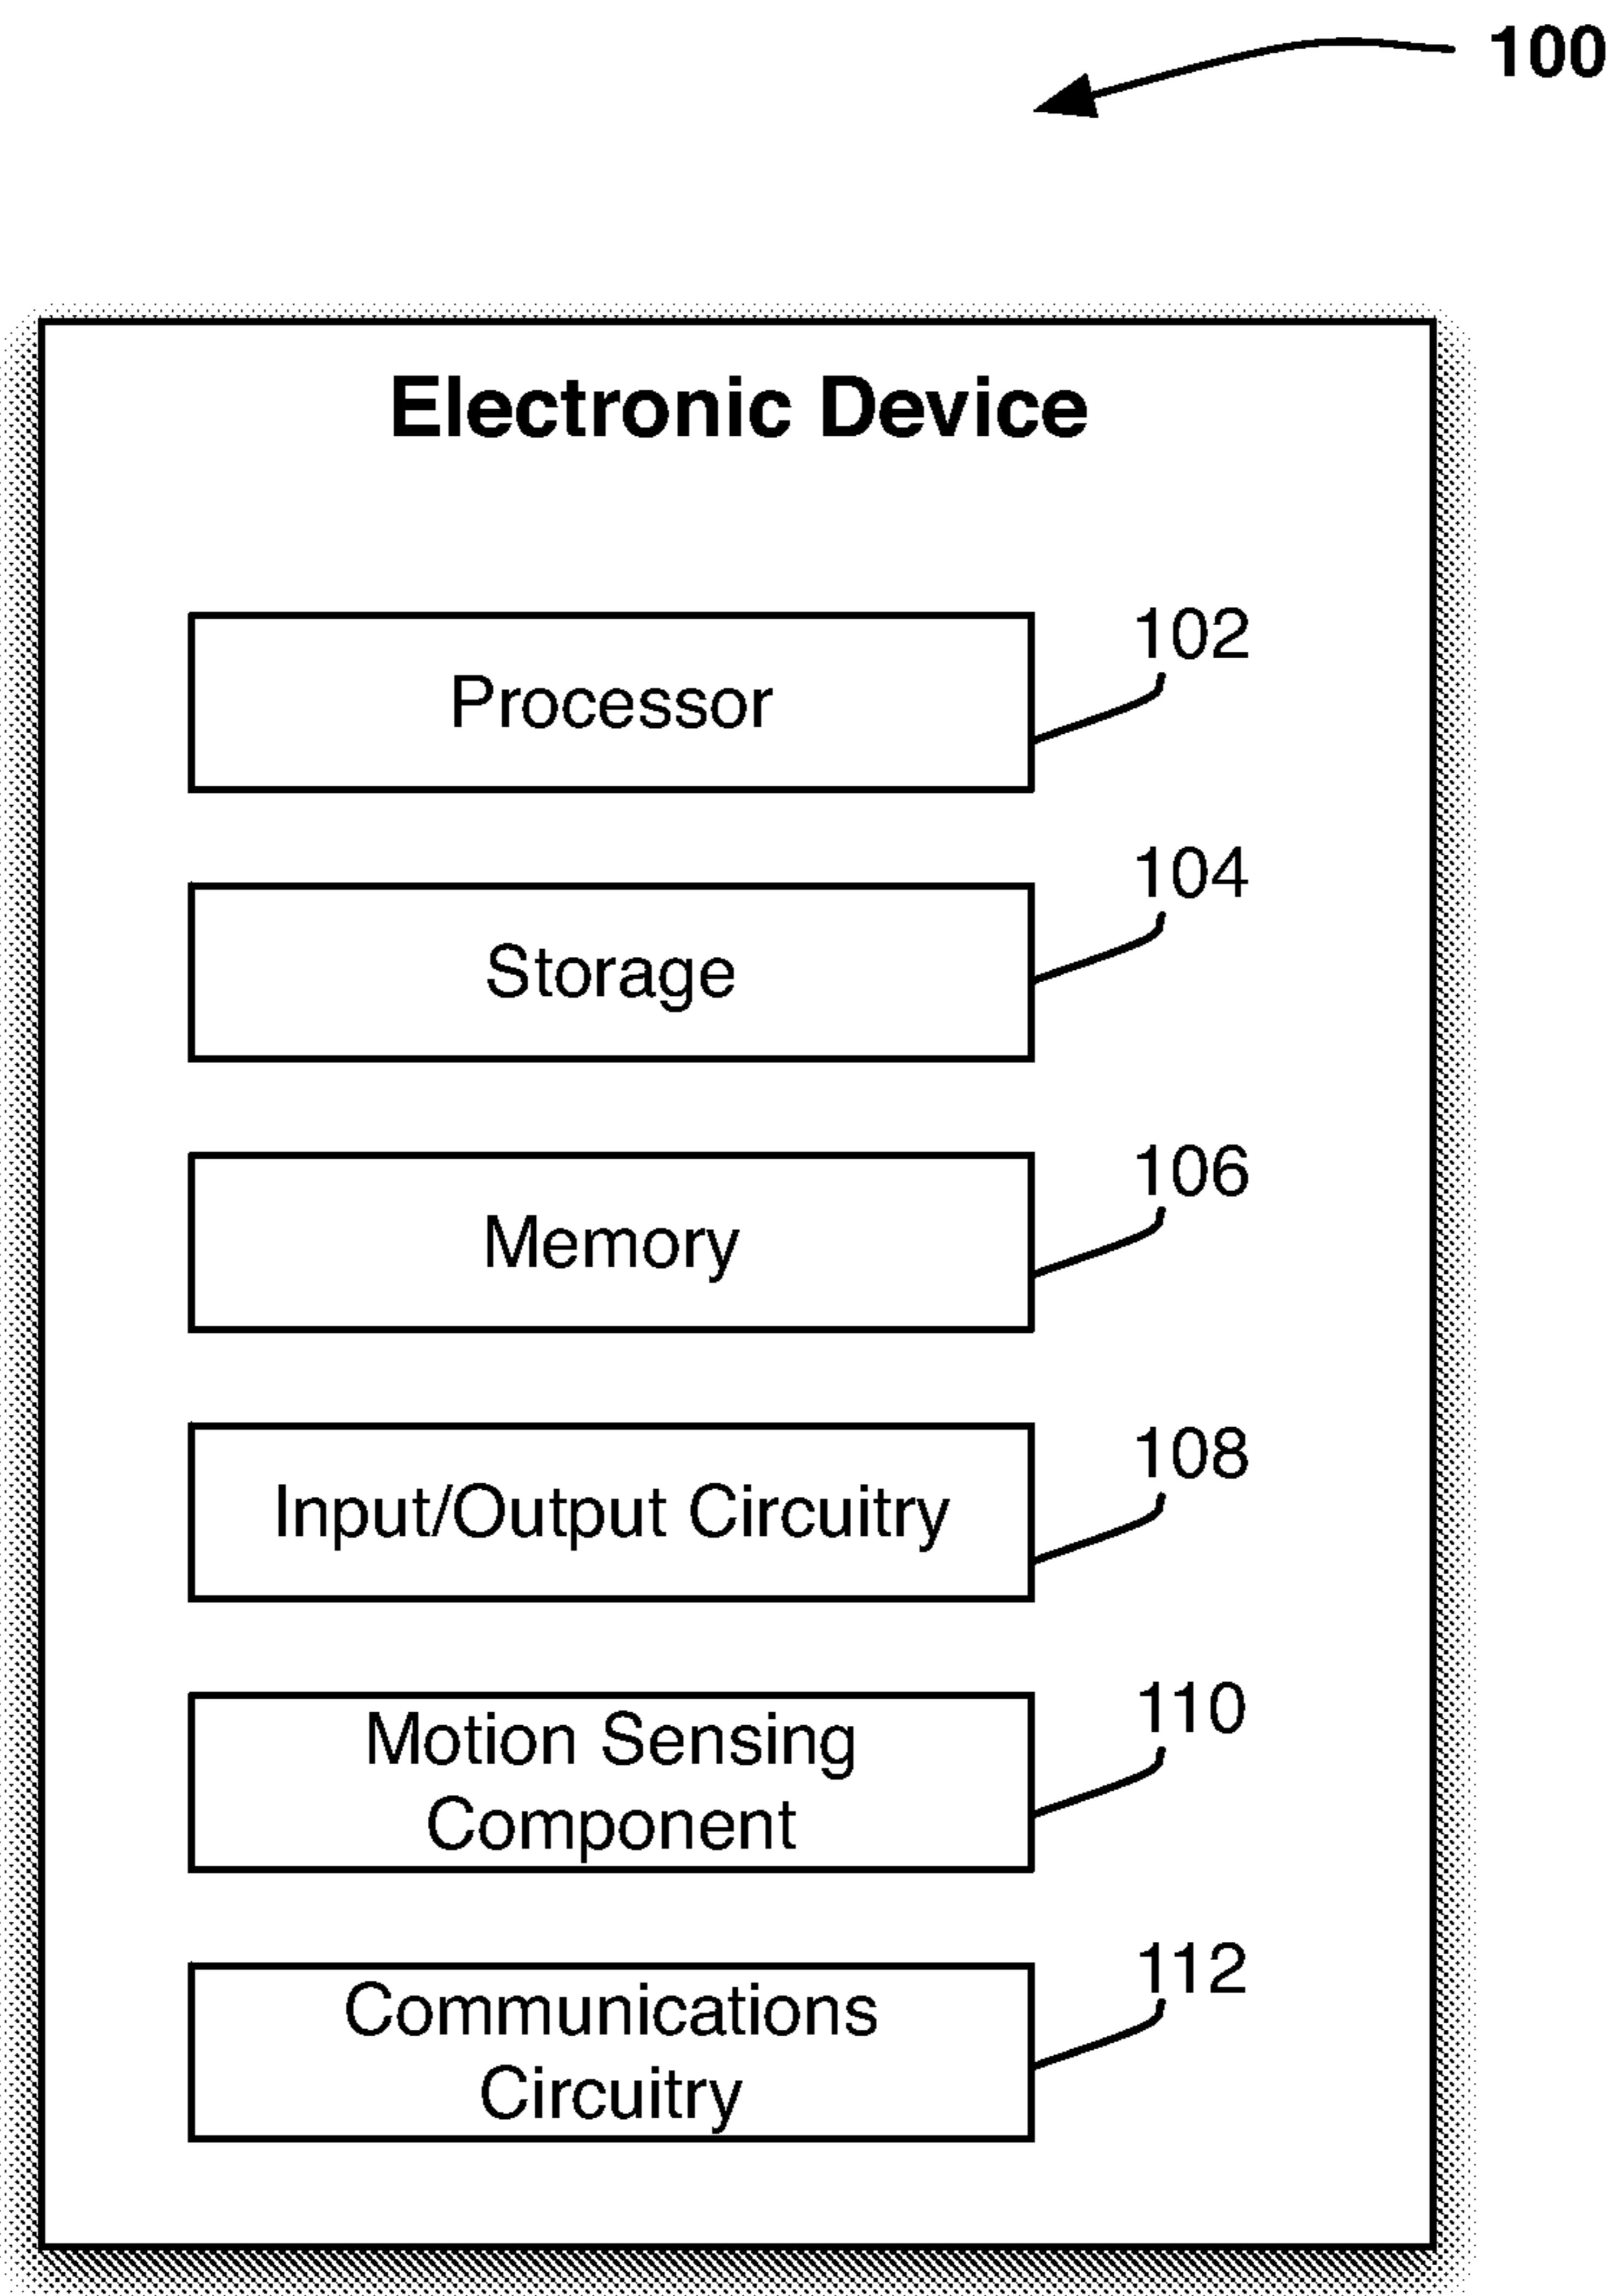 100
Electronic Device
102
Processor
104
Storage
106
Memory
108
Input/Output Circuitry
110
Motion Sensing
Component
112
Communications
Circuitry